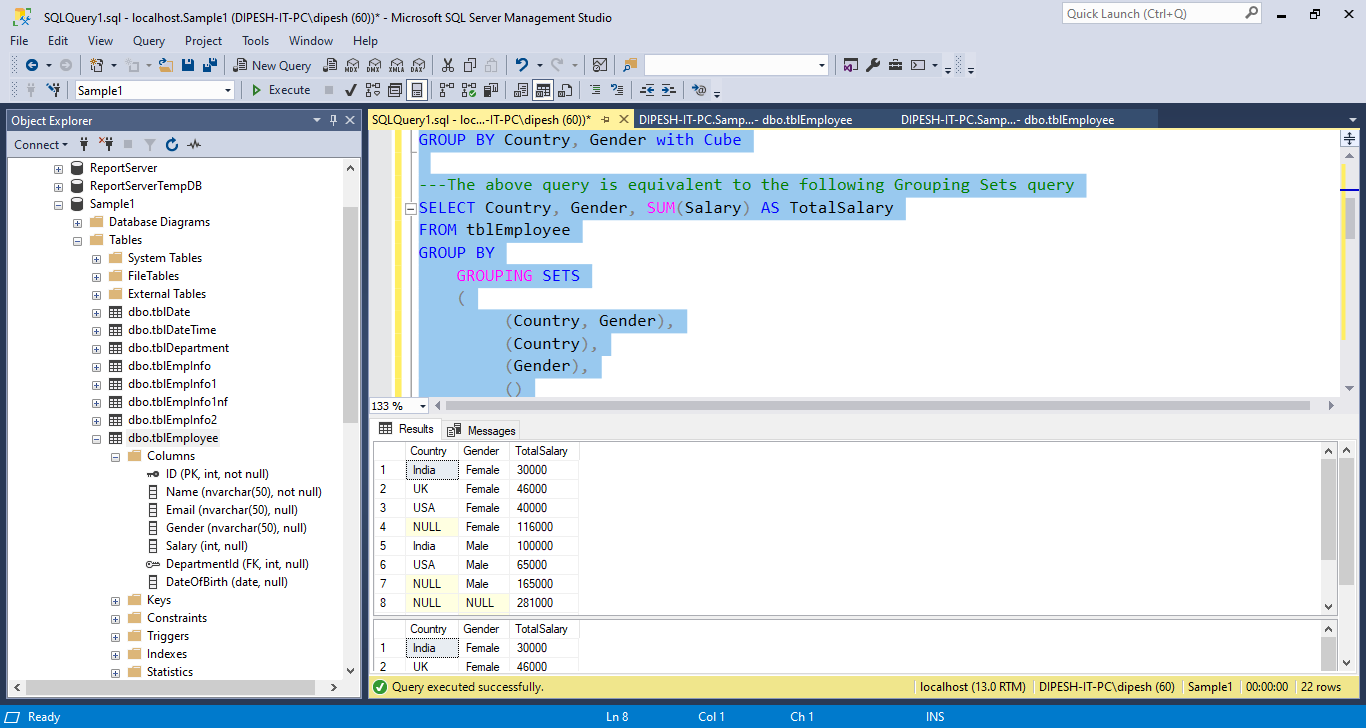 SQLQuery1.sql - localhost.Sample1 (DIPESH-IT-PC\dipesh (60))* - Microsoft SQL Server Management Studio
Quick Launch (Ctrl+Q)
File Edit View Query Project Tools Window Help
New Query MDX DMX XMLA DAX
Sample1 Execute
Object Explorer
Connect
ReportServer
ReportServerTempDB
Sample1
Database Diagrams
Tables
System Tables
FileTables
External Tables
dbo.tblDate
dbo.tblDateTime
dbo.tblDepartment
dbo.tblEmpInfo
dbo.tblEmpInfo1
dbo.tblEmpInfo1nf
dbo.tblEmpInfo2
dbo.tblEmployee
Columns
ID (PK, int, not null)
Name (nvarchar(50), not null)
Email (nvarchar(50), null)
Gender (nvarchar(50), null)
Salary (int, null)
DepartmentId (FK, int, null)
DateOfBirth (date, null)
Keys
Constraints
Triggers
Indexes
Statistics
SQLQuery1.sql - loc...-IT-PC\dipesh (60))* DIPESH-IT-PC.Samp...- dbo.tblEmployee DIPESH-IT-PC.Samp...- dbo.tblEmployee
GROUP BY Country, Gender with Cube
---The above query is equivalent to the following Grouping Sets query
SELECT Country, Gender, SUM(Salary) AS TotalSalary
FROM tblEmployee
GROUP BY
GROUPING SETS
(
(Country, Gender),
(Country),
(Gender),
()
133 %
Results Messages
Country Gender TotalSalary
1 India Female 30000
2 UK Female 46000
3 USA Female 40000
4 NULL Female 116000
5 India Male 100000
6 USA Male 65000
7 NULL Male 165000
8 NULL NULL 281000
Country Gender TotalSalary
1 India Female 30000
2 UK Female 46000
Query executed successfully. localhost (13.0 RTM) DIPESH-IT-PC\dipesh (60) Sample1 00:00:00 22 rows
Ready Ln 8 Col 1 Ch 1 INS